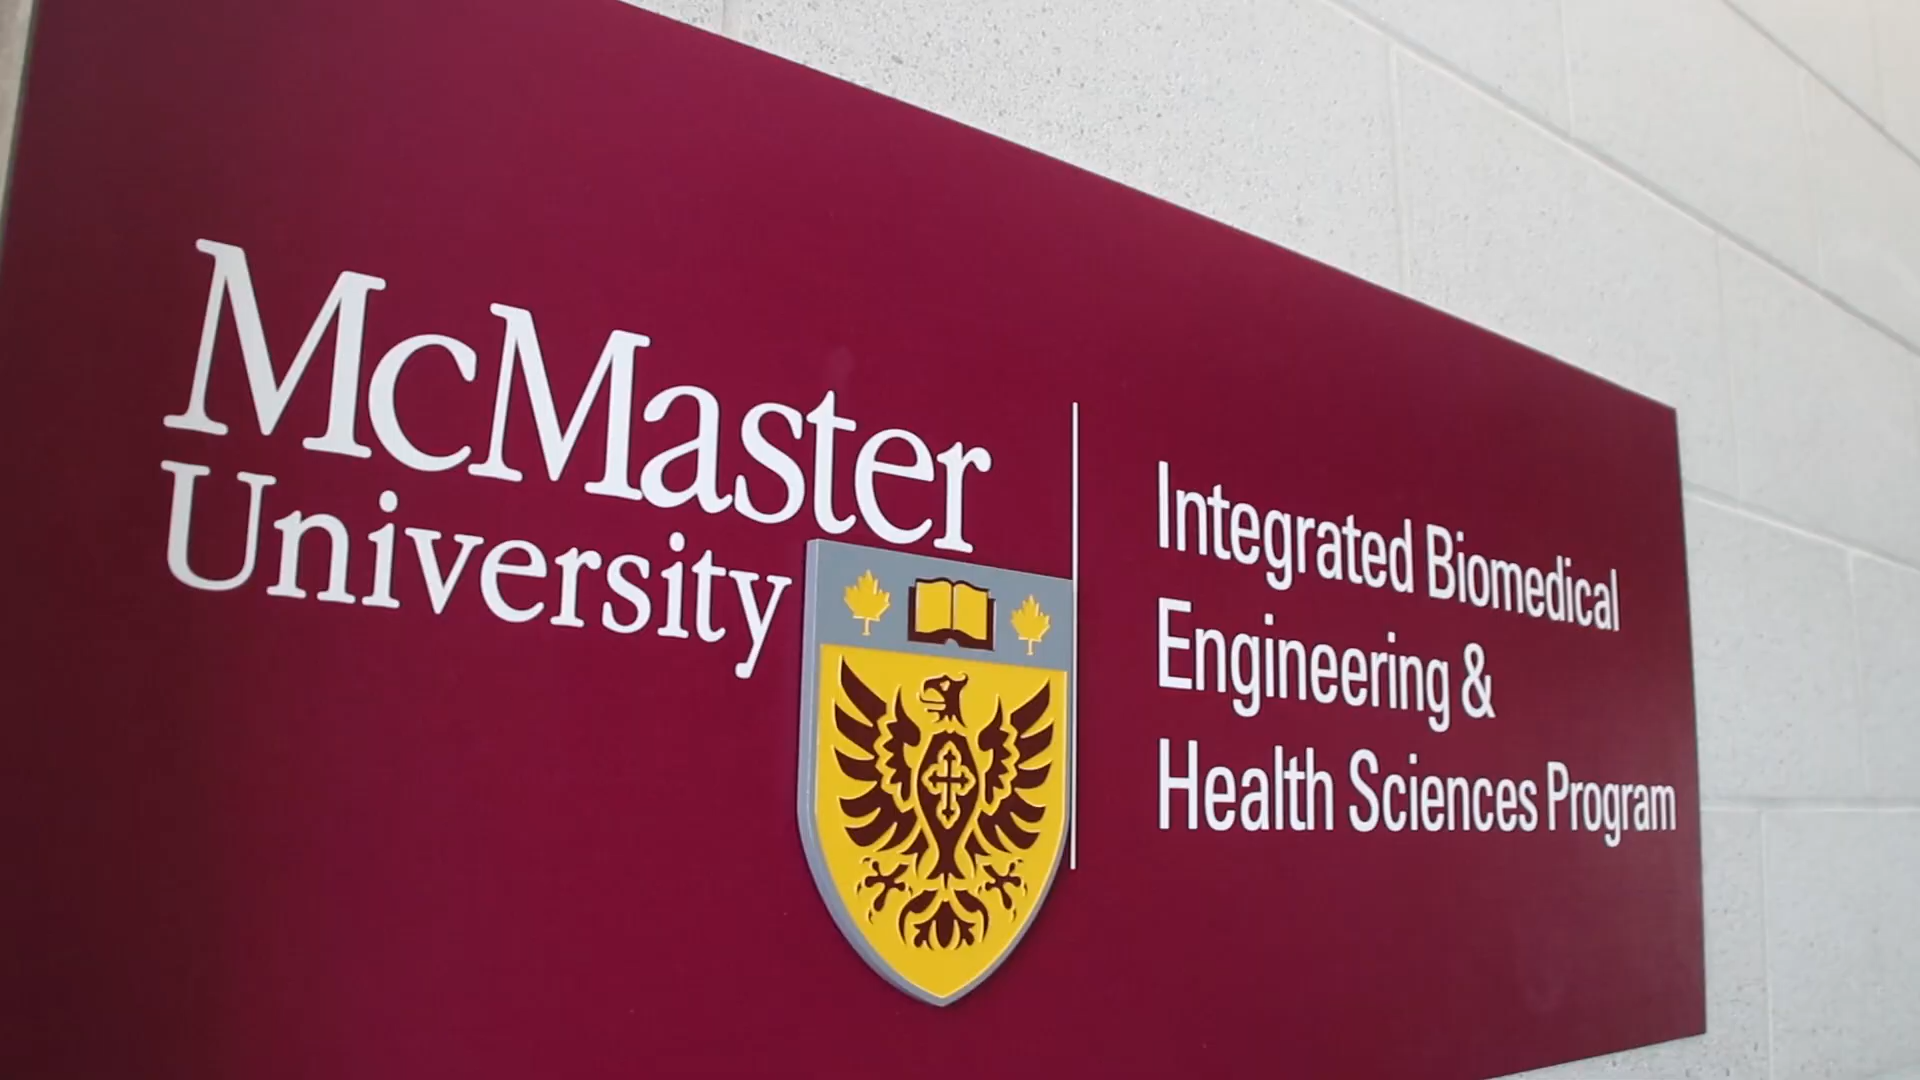 McMaster
University
Integrated Biomedical
Engineering &
Health Sciences Program